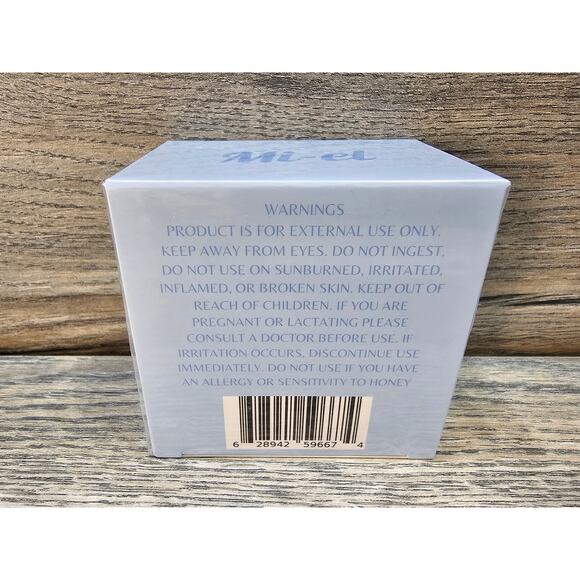 Mi-el
WARNINGS
PRODUCT IS FOR EXTERNAL USE ONLY.
KEEP AWAY FROM EYES. DO NOT INGEST,
DO NOT USE ON SUNBURNED, IRRITATED,
INFLAMED, OR BROKEN SKIN. KEEP OUT OF
REACH OF CHILDREN. IF YOU ARE
PREGNANT OR LACTATING PLEASE
CONSULT A DOCTOR BEFORE USE. IF
IRRITATION OCCURS, DISCONTINUE USE
IMMEDIATELY. DO NOT USE IF YOU HAVE
AN ALLERGY OR SENSITIVITY TO HONEY
6 28942 59667 4